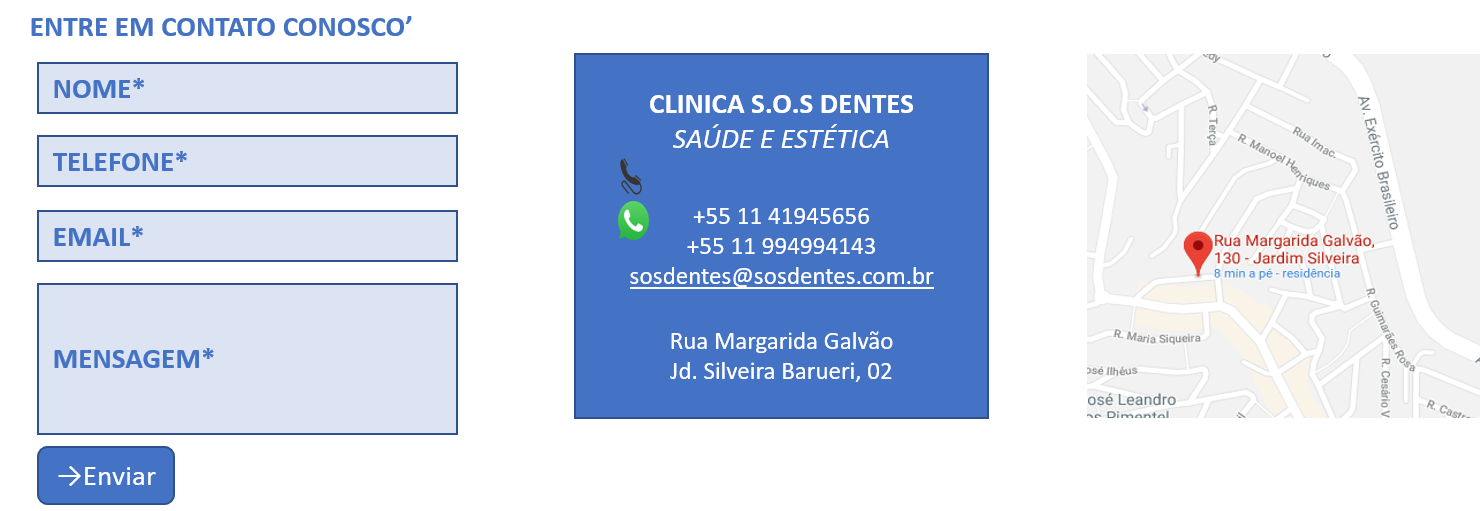 ENTRE EM CONTATO CONOSCO’
NOME*
TELEFONE*
EMAIL*
MENSAGEM*
→Enviar
CLINICA S.O.S DENTES
SAÚDE E ESTÉTICA
+55 11 41945656
+55 11 994994143
sosdentes@sosdentes.com.br
Rua Margarida Galvão
Jd. Silveira Barueri, 02
R. Terça
R. Manoel Henriques
Rua Imac.
Av. Exército Brasileiro
Rua Margarida Galvão,
130 - Jardim Silveira
8 min a pé - residência
R. Maria Siqueira
R. Guimarães Rosa
osé Ilhéus
R. Cesário V
osé Leandro
os Pimentel
R. Castro